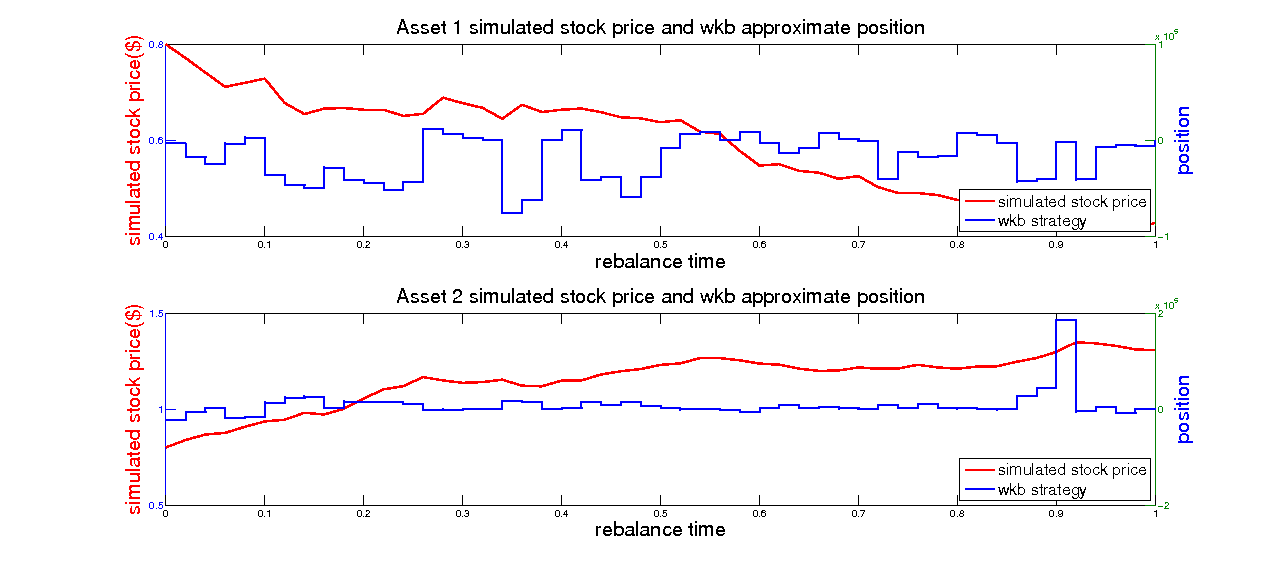 Asset 1 simulated stock price and wkb approximate position
x 10^5
simulated stock price($)
0.8
0.6
0.4
1
0
-1
position
simulated stock price
wkb strategy
0 0.1 0.2 0.3 0.4 0.5 0.6 0.7 0.8 0.9 1
rebalance time
Asset 2 simulated stock price and wkb approximate position
simulated stock price($)
1.5
1
0.5
2
0
-2
position
simulated stock price
wkb strategy
0 0.1 0.2 0.3 0.4 0.5 0.6 0.7 0.8 0.9 1
rebalance time